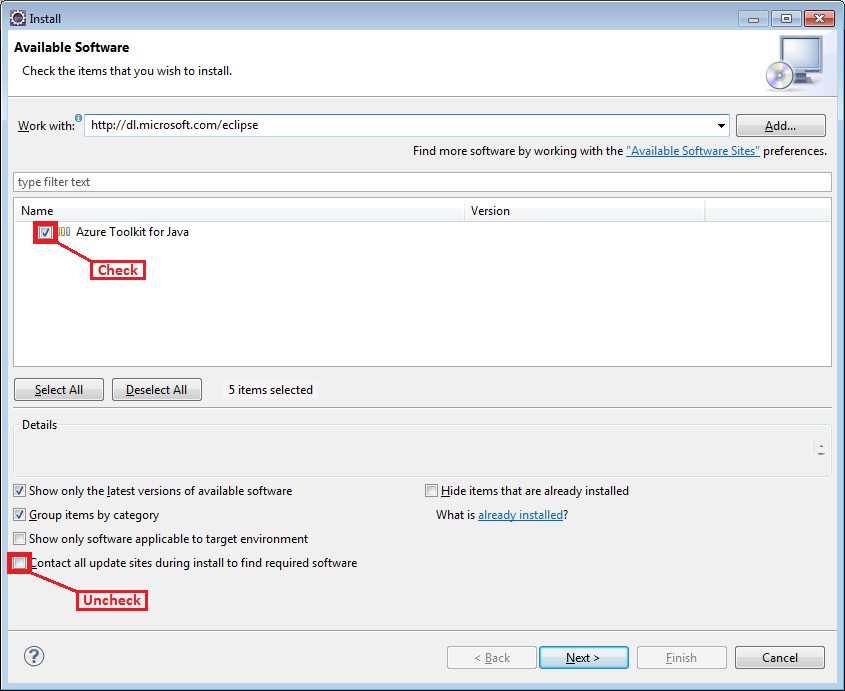 Install
Available Software
Check the items that you wish to install.
Work with: http://dl.microsoft.com/eclipse Add...
Find more software by working with the "Available Software Sites" preferences.
type filter text
Name Version
Azure Toolkit for Java
Check
Select All Deselect All 5 items selected
Details
Show only the latest versions of available software Hide items that are already installed
Group items by category What is already installed?
Show only software applicable to target environment
Contact all update sites during install to find required software
Uncheck
? < Back Next > Finish Cancel